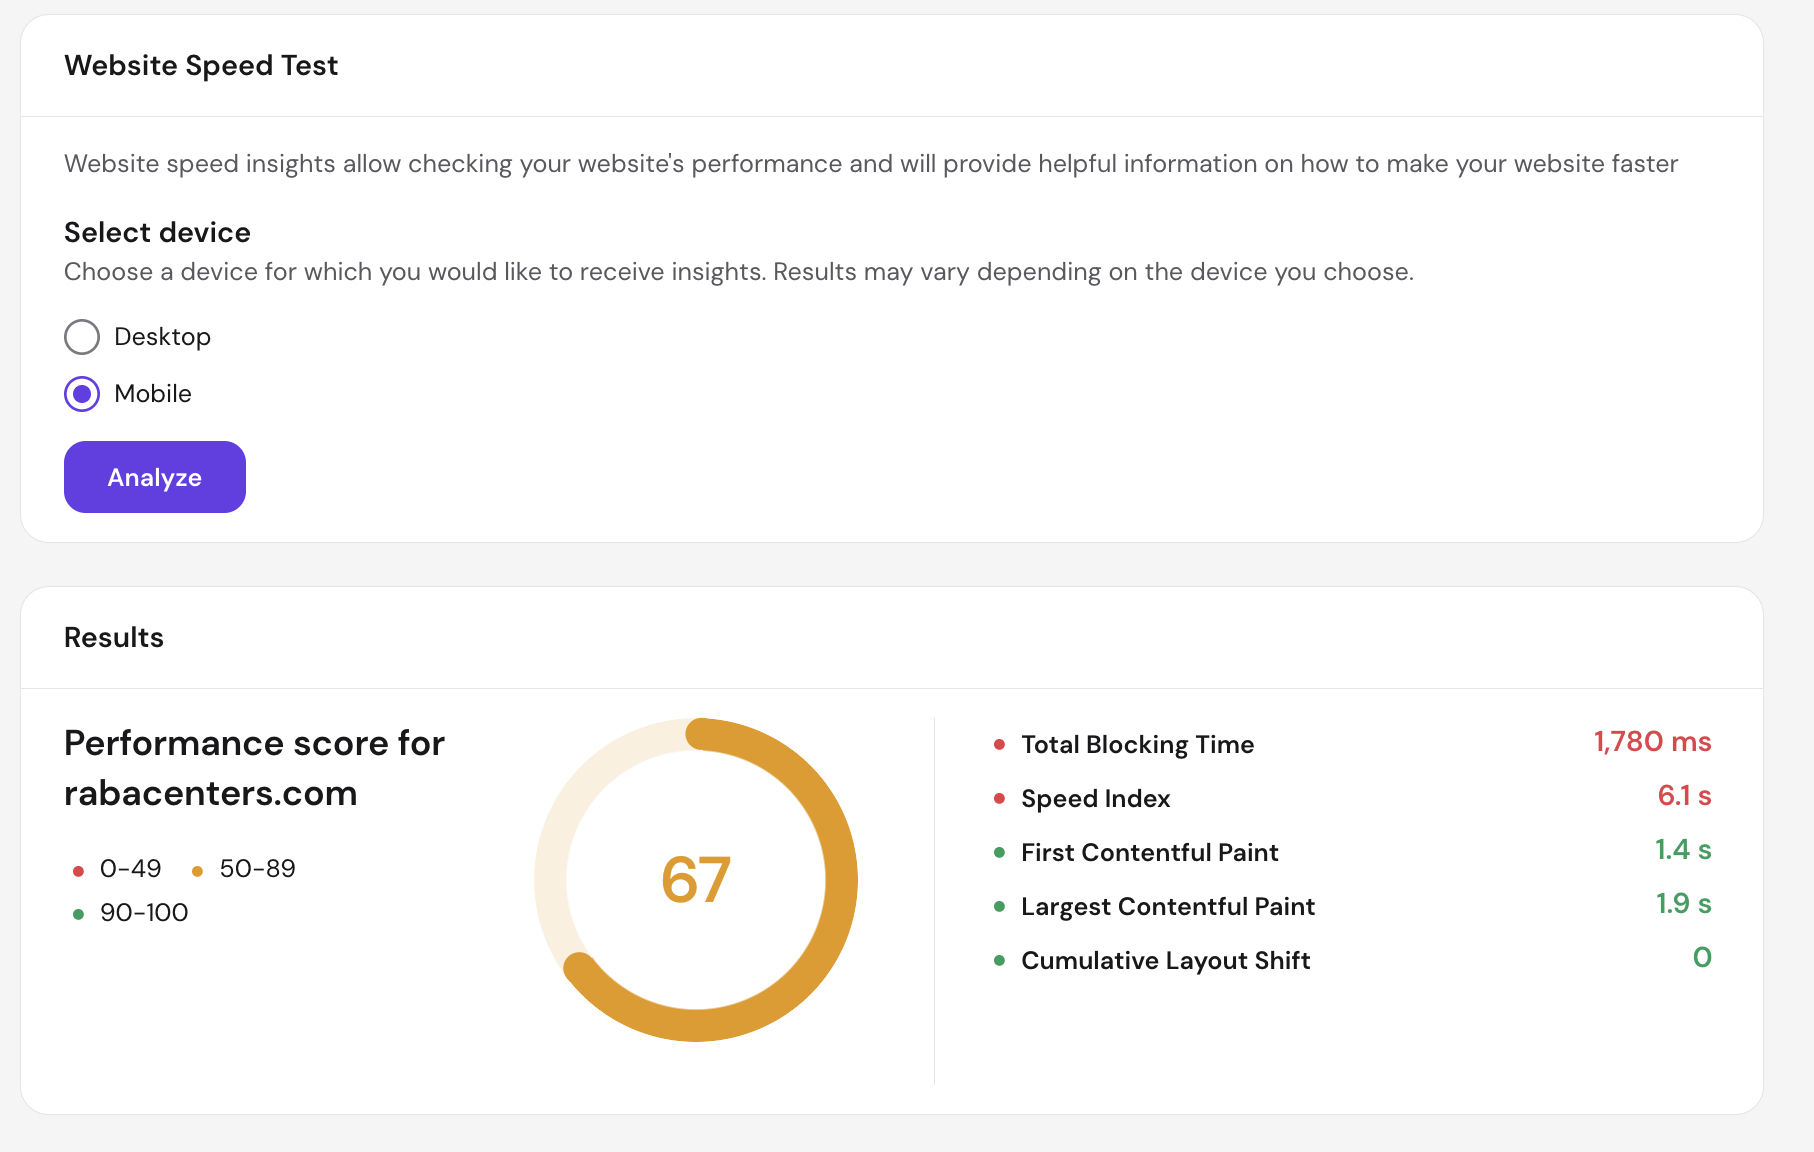 Website Speed Test
Website speed insights allow checking your website's performance and will provide helpful information on how to make your website faster
Select device
Choose a device for which you would like to receive insights. Results may vary depending on the device you choose.
Desktop
Mobile
Analyze
Results
Performance score for
rabacenters.com
0-49 50-89
90-100
67
Total Blocking Time 1,780 ms
Speed Index 6.1 s
First Contentful Paint 1.4 s
Largest Contentful Paint 1.9 s
Cumulative Layout Shift 0